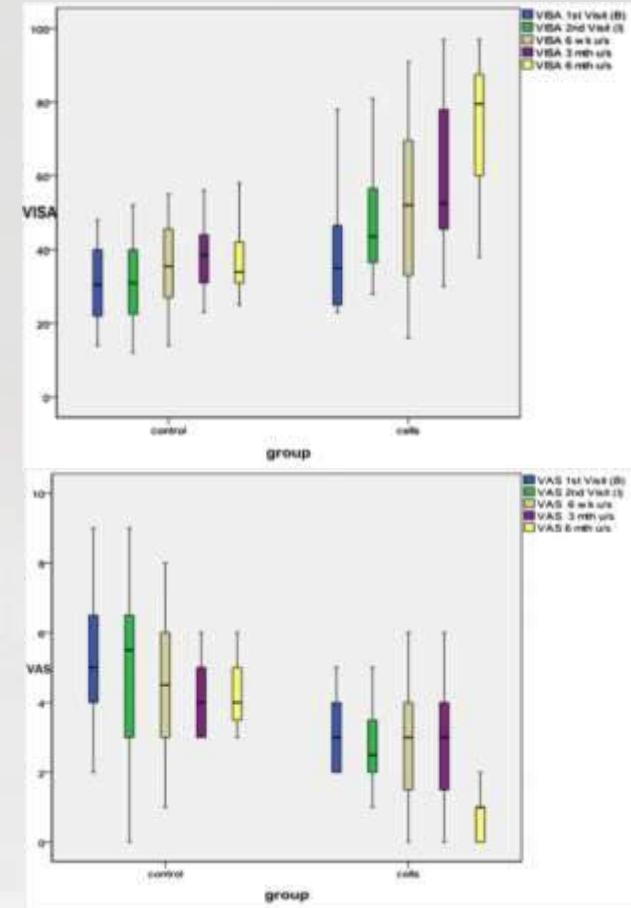 VISA 1st Visit (B)
VISA 2nd Visit (I)
VISA 6 wk u/s
VISA 3 mth u/s
VISA 6 mth u/s
100
80
60
VISA
40
20
0
control
cells
group
VAS 1st Visit (B)
VAS 2nd Visit (I)
VAS 6 wk u/s
VAS 3 mth u/s
VAS 6 mth u/s
10
8
6
VAS
4
2
0
control
cells
group